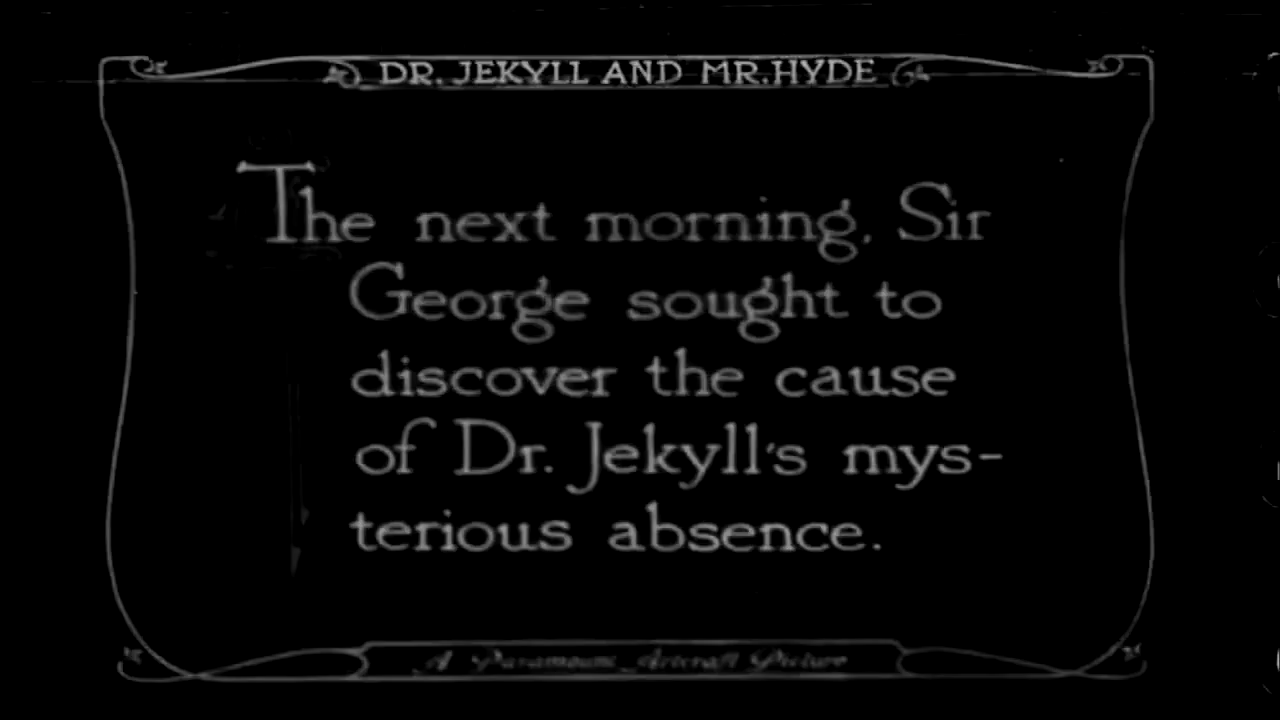 DR. JEKYLL AND MR. HYDE
The next morning, Sir
George sought to
discover the cause
of Dr. Jekyll's mys-
terious absence.
A Paramount Artcraft Picture